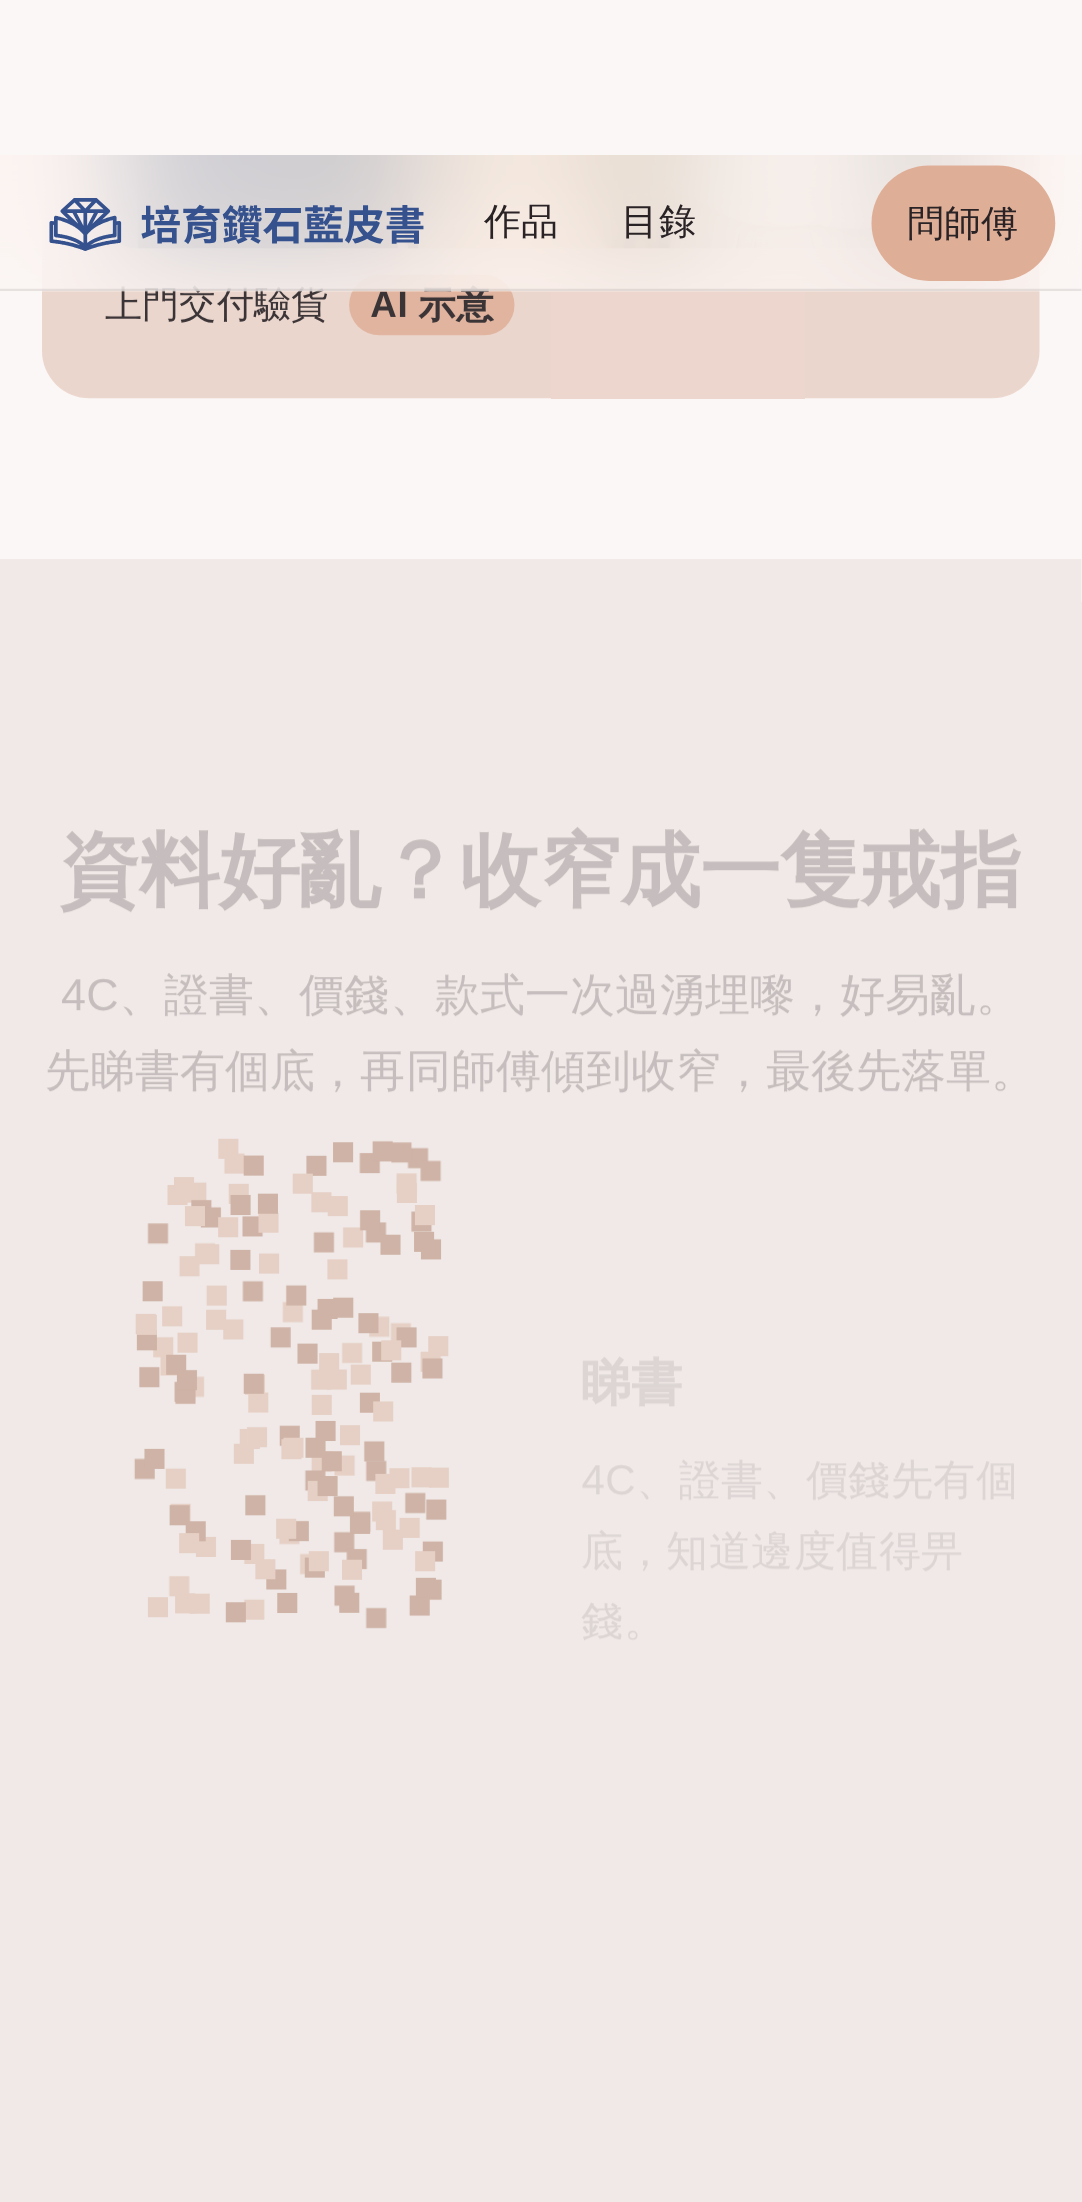 培育鑽石藍皮書 作品 目錄 問師傅
上門交付驗貨 AI 示意
資料好亂？收窄成一隻戒指
4C、證書、價錢、款式一次過湧埋嚟，好易亂。
先睇書有個底，再同師傅傾到收窄，最後先落單。
睇書
4C、證書、價錢先有個
底，知道邊度值得畀
錢。